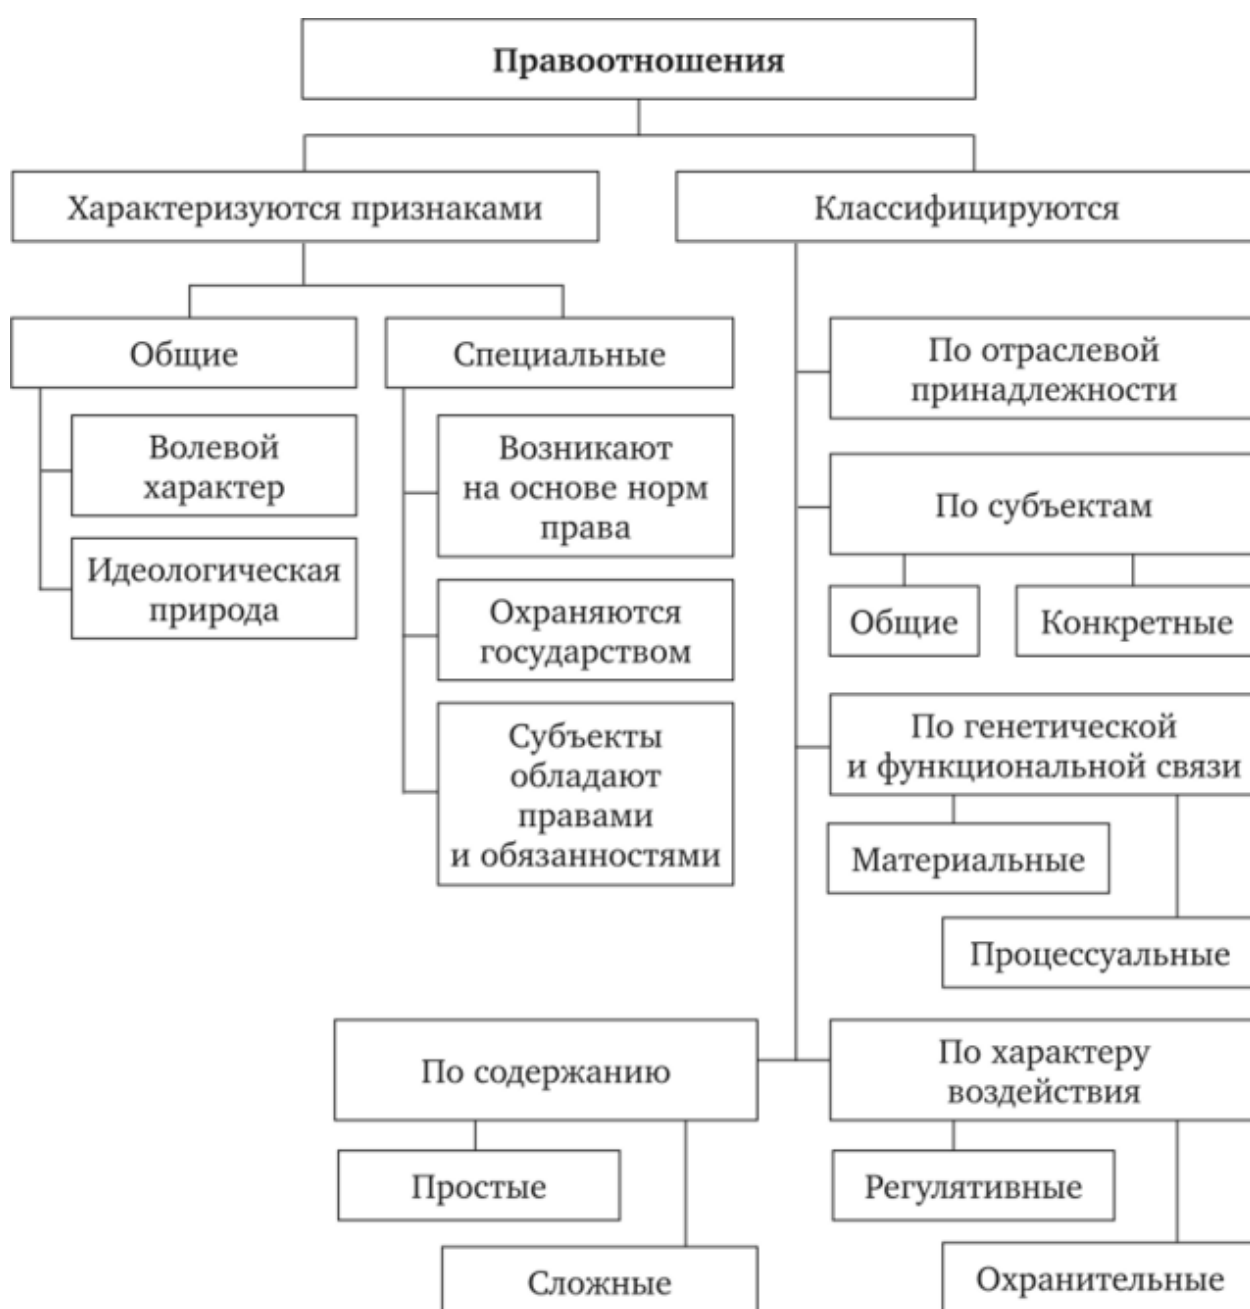 Правоотношения
Характеризуются признаками
Классифицируются
Общие
Специальные
Волевой
характер
Идеологическая
природа
Возникают
на основе норм
права
Охраняются
государством
Субъекты
обладают
правами
и обязанностями
По отраслевой
принадлежности
По субъектам
Общие
Конкретные
По генетической
и функциональной связи
Материальные
Процессуальные
По содержанию
Простые
Сложные
По характеру
воздействия
Регулятивные
Охранительные